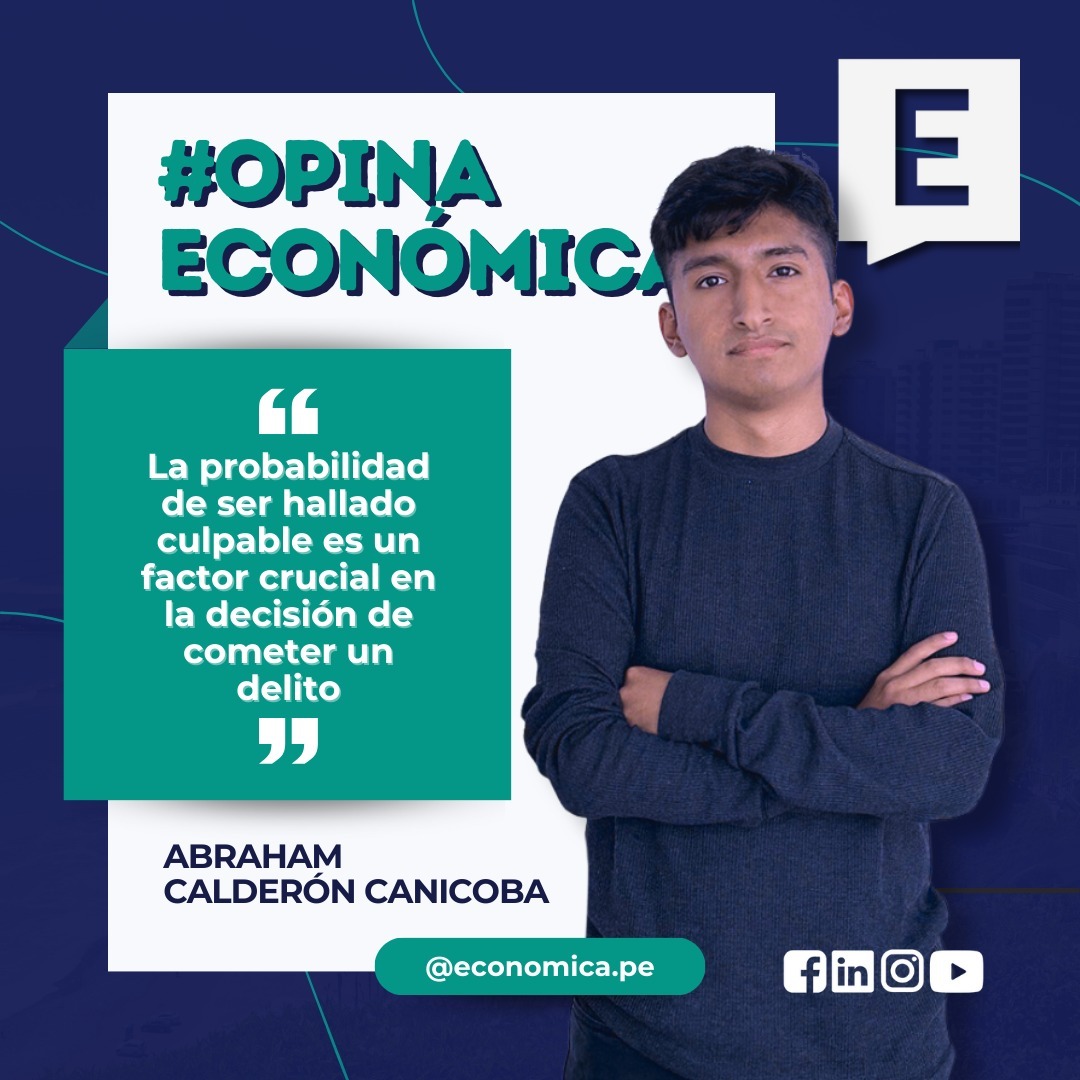 #OPINA
ECONÓMICA
E
“
La probabilidad
de ser hallado
culpable es un
factor crucial en
la decisión de
cometer un
delito
”
ABRAHAM
CALDERÓN CANICOBA
@economica.pe
f
in